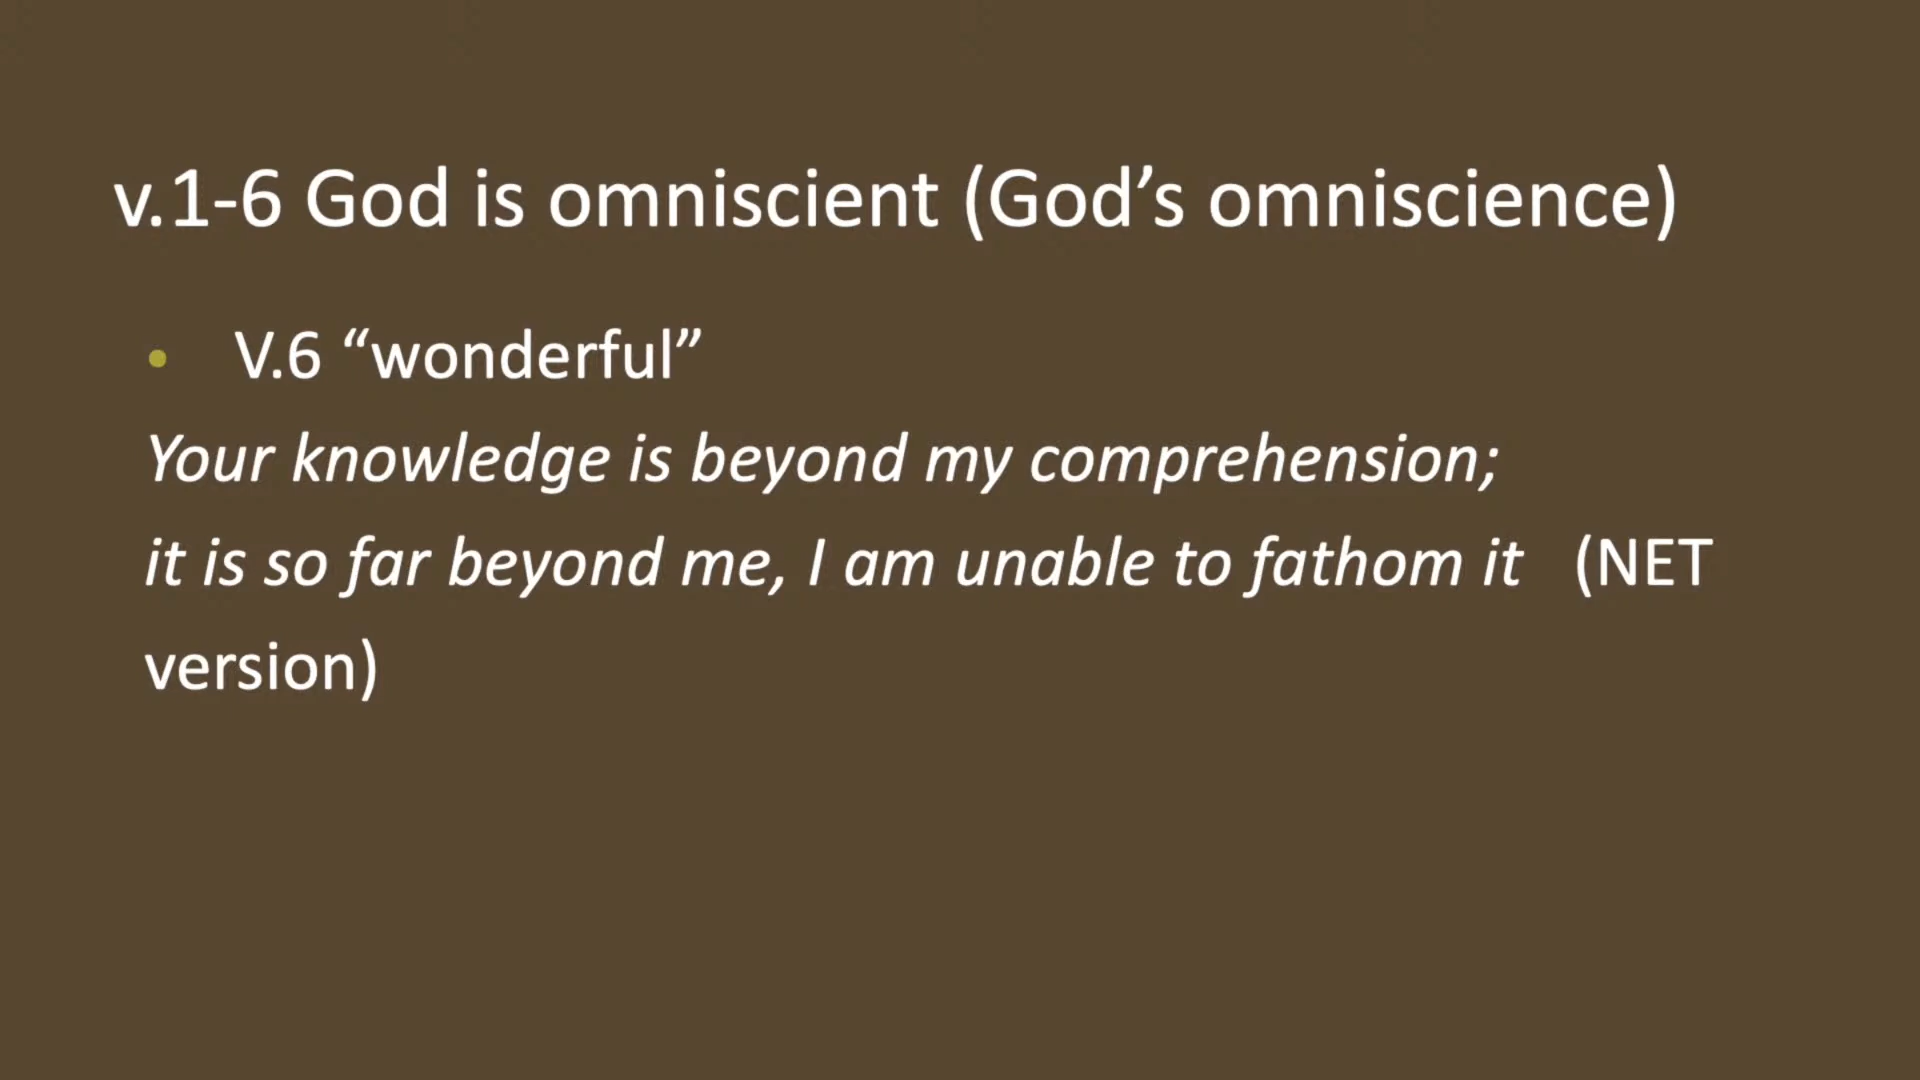 v.1-6 God is omniscient (God’s omniscience)
• V.6 “wonderful”
Your knowledge is beyond my comprehension;
it is so far beyond me, I am unable to fathom it (NET
version)